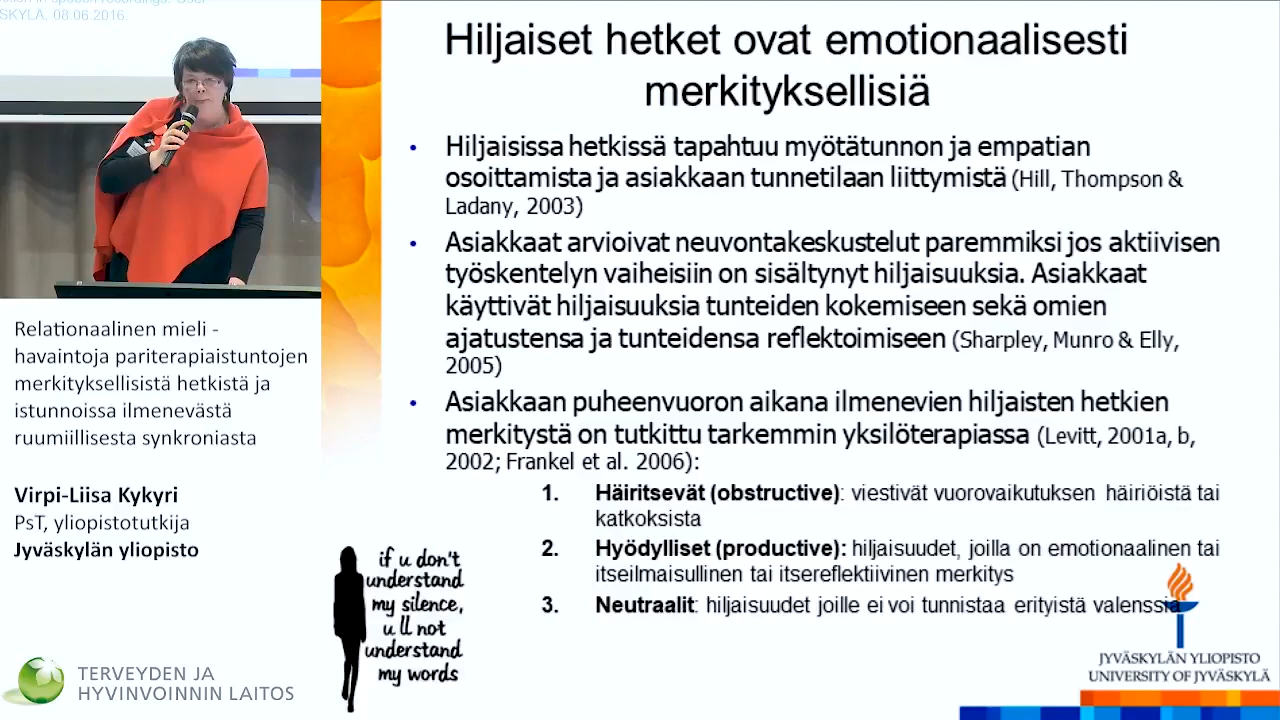 SKYLÄ, 08.06.2016.
Hiljaiset hetket ovat emotionaalisesti
merkityksellisiä
• Hiljaisissa hetkissä tapahtuu myötätunnon ja empatian
osoittamista ja asiakkaan tunnetilaan liittymistä (Hill, Thompson &
Ladany, 2003)
• Asiakkaat arvioivat neuvontakeskustelut paremmiksi jos aktiivisen
työskentelyn vaiheisiin on sisältynyt hiljaisuuksia. Asiakkaat
käyttivät hiljaisuuksia tunteiden kokemiseen sekä omien
ajatustensa ja tunteidensa reflektoimiseen (Sharpley, Munro & Elly,
2005)
• Asiakkaan puheenvuoron aikana ilmenevien hiljaisten hetkien
merkitystä on tutkittu tarkemmin yksilöterapiassa (Levitt, 2001a, b,
2002; Frankel et al. 2006):
1. Häiritsevät (obstructive): viestivät vuorovaikutuksen häiriöistä tai
katkoksista
2. Hyödylliset (productive): hiljaisuudet, joilla on emotionaalinen tai
itseilmaisullinen tai itsereflektiivinen merkitys
3. Neutraalit: hiljaisuudet joille ei voi tunnistaa erityistä valenssia
if u don't
understand
my silence,
u ll not
understand
my words
JYVÄSKYLÄN YLIOPISTO
UNIVERSITY OF JYVÄSKYLÄ
Relationaalinen mieli -
havaintoja pariterapiaistuntojen
merkityksellisistä hetkistä ja
istunnoissa ilmenevästä
ruumiillisesta synkroniasta
Virpi-Liisa Kykyri
PsT, yliopistotutkija
Jyväskylän yliopisto
TERVEYDEN JA
HYVINVOINNIN LAITOS